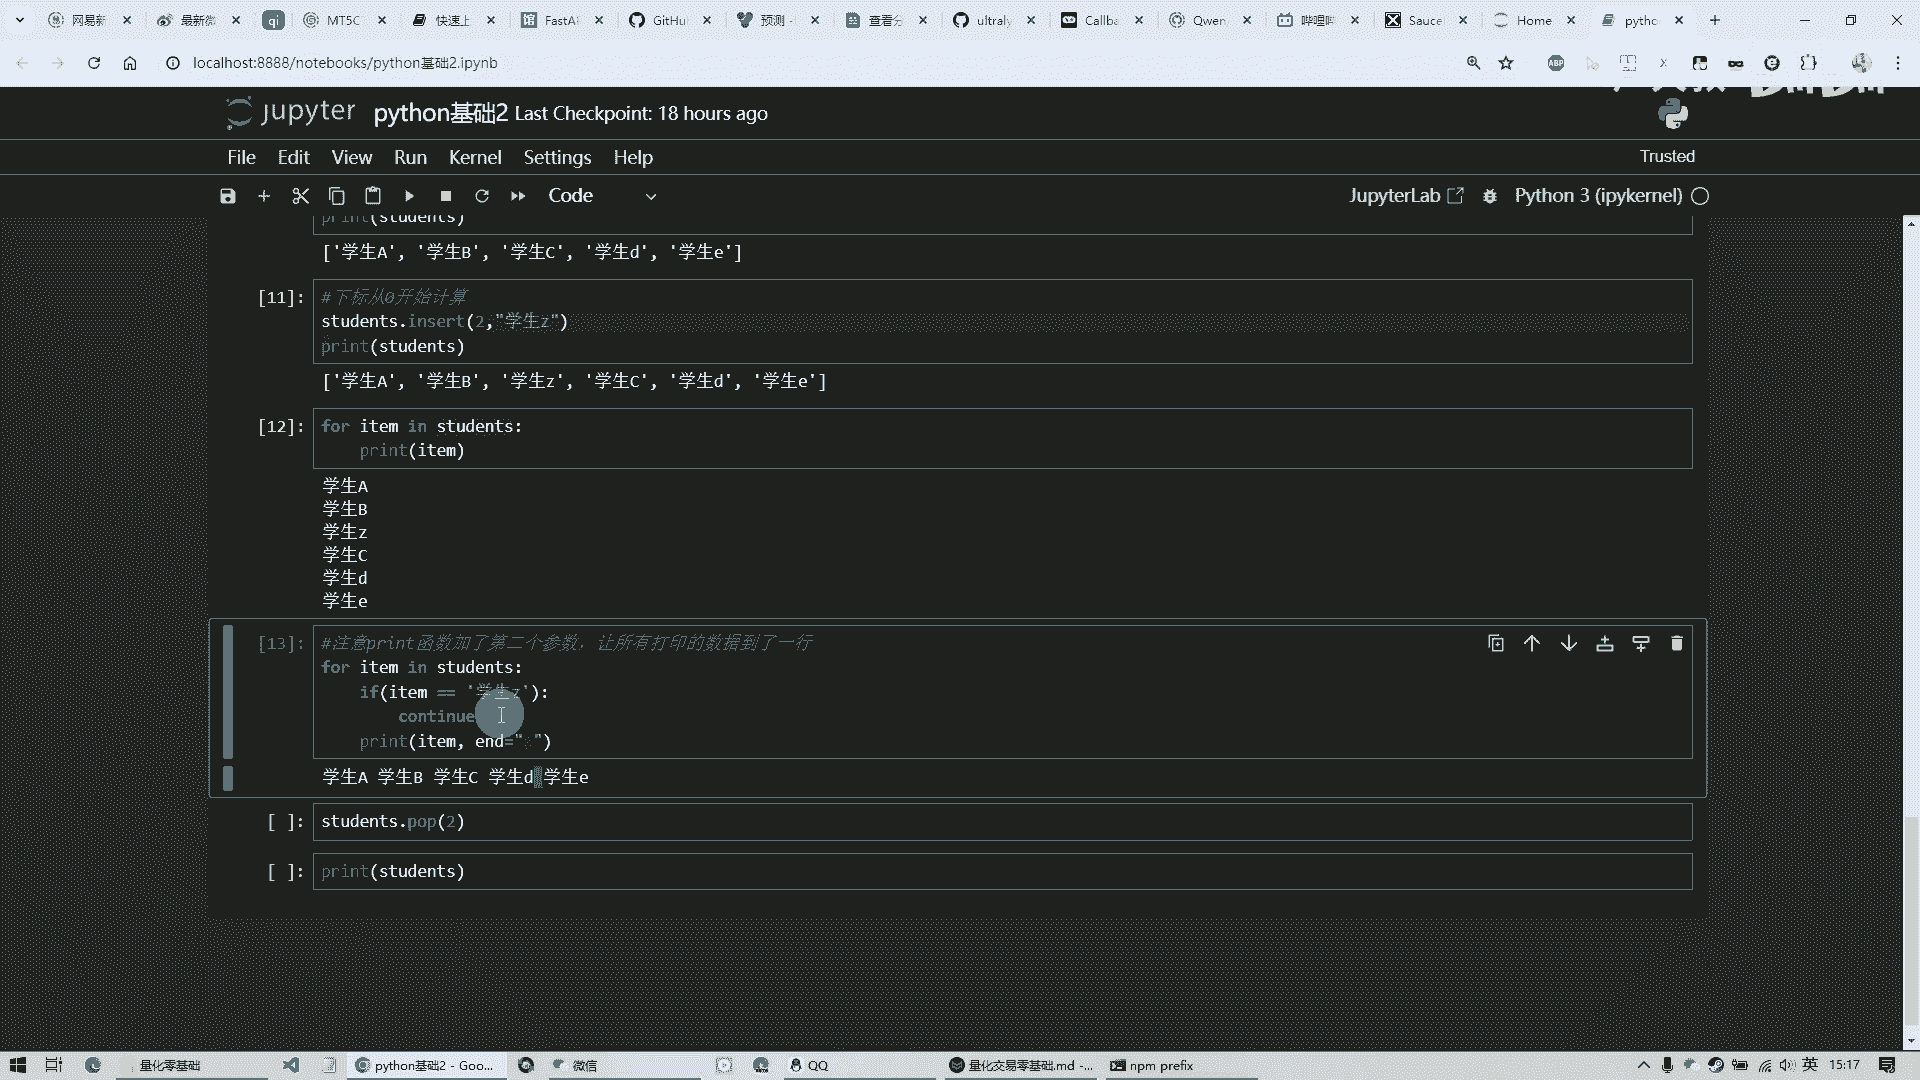 网易新
最新微
qi
MT5C
快速上
FastAI
GitHu
预测 -
查看分
ultraly
Callba
Qwen
哔哩哔
Sauce
Home
pytho
localhost:8888/notebooks/python基础2.ipynb
ABP
jupyter python基础2 Last Checkpoint: 18 hours ago
File Edit View Run Kernel Settings Help
Trusted
Code
JupyterLab
Python 3 (ipykernel)
print(students)
['学生A', '学生B', '学生C', '学生d', '学生e']
[11]:
#下标从0开始计算
students.insert(2,"学生z")
print(students)
['学生A', '学生B', '学生z', '学生C', '学生d', '学生e']
[12]:
for item in students:
    print(item)
学生A
学生B
学生z
学生C
学生d
学生e
[13]:
#注意print函数加了第二个参数，让所有打印的数据到了一行
for item in students:
    if(item == '学生z'):
        continue
    print(item, end=" ")
学生A 学生B 学生C 学生d 学生e
[ ]:
students.pop(2)
[ ]:
print(students)
量化零基础
python基础2 - Goo...
微信
QQ
量化交易零基础.md -...
npm prefix
英
15:17